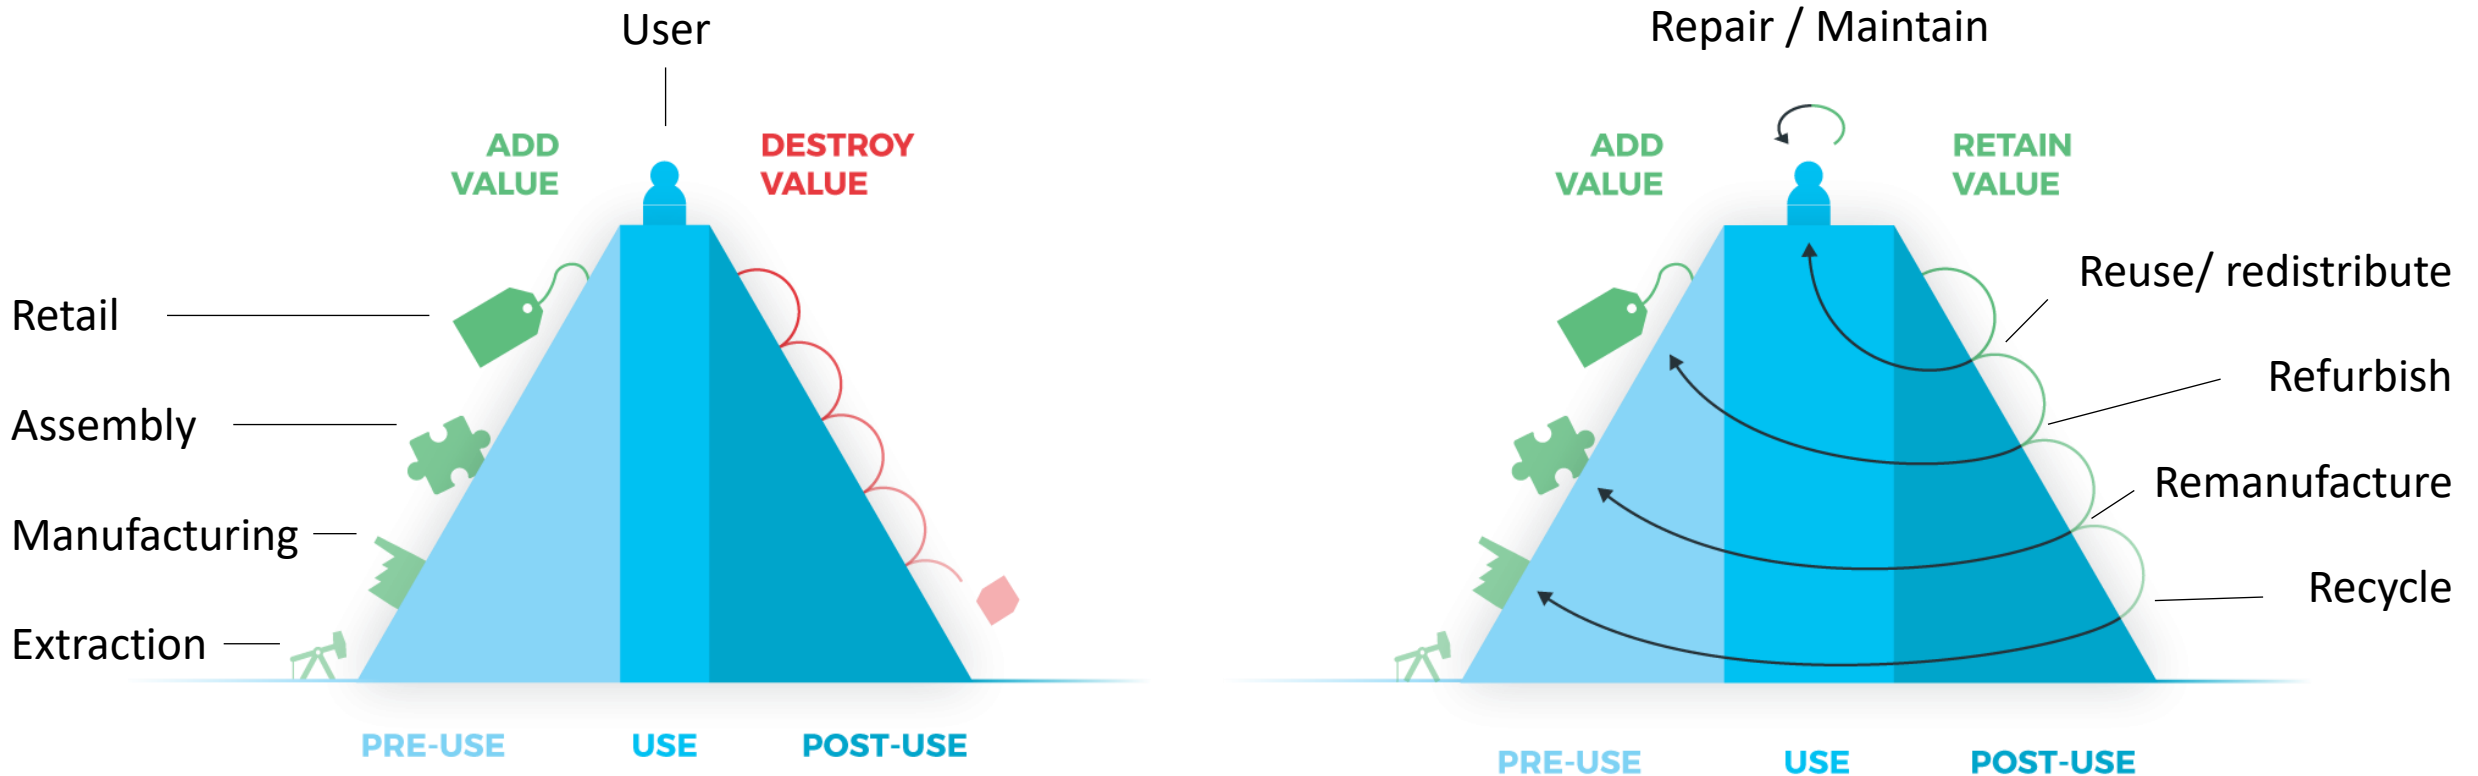 User
ADD
VALUE
DESTROY
VALUE
Retail
Assembly
Manufacturing
Extraction
PRE-USE
USE
POST-USE
Repair / Maintain
ADD
VALUE
RETAIN
VALUE
Reuse/ redistribute
Refurbish
Remanufacture
Recycle
PRE-USE
USE
POST-USE